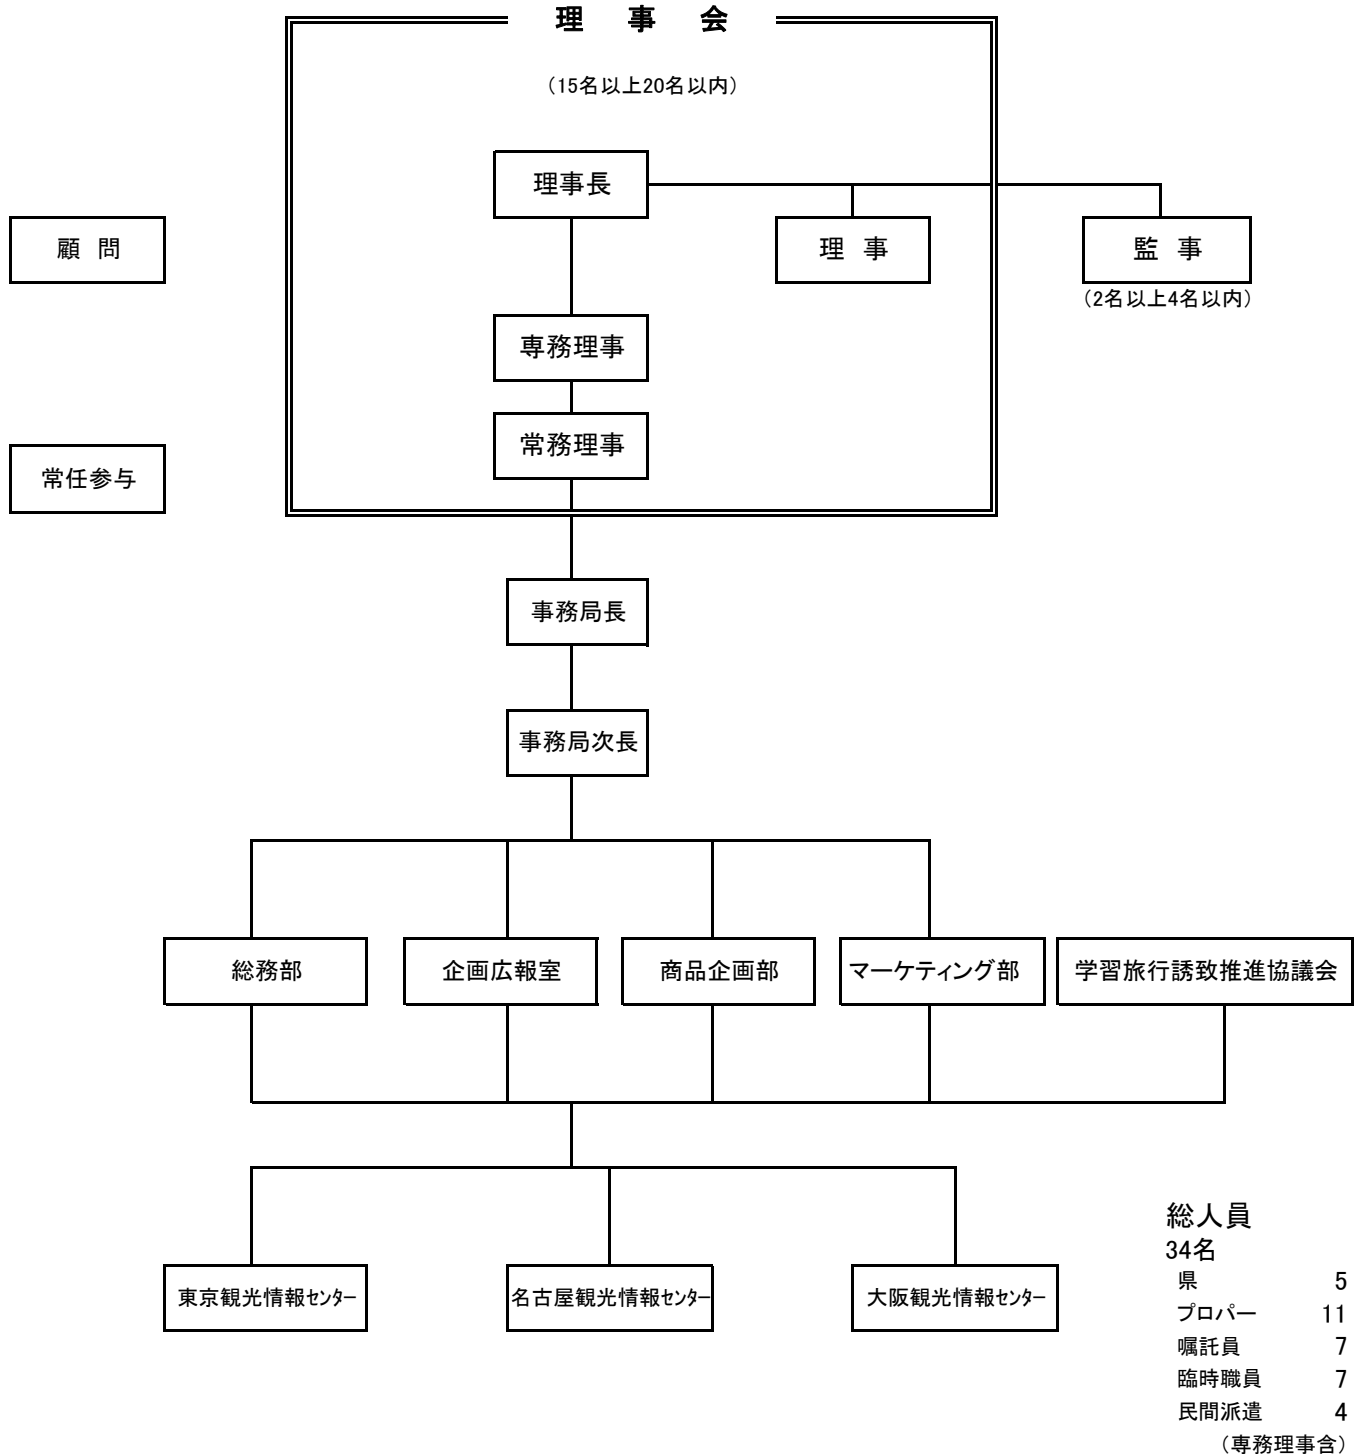 理 事 会
（15名以上20名以内）
理事長
顧 問
理 事
監 事
（2名以上4名以内）
専務理事
常務理事
常任参与
事務局長
事務局次長
総務部
企画広報室
商品企画部
マーケティング部
学習旅行誘致推進協議会
東京観光情報ｾﾝﾀｰ
名古屋観光情報ｾﾝﾀｰ
大阪観光情報ｾﾝﾀｰ
総人員
34名
県 5
プロパー 11
嘱託員 7
臨時職員 7
民間派遣 4
（専務理事含）